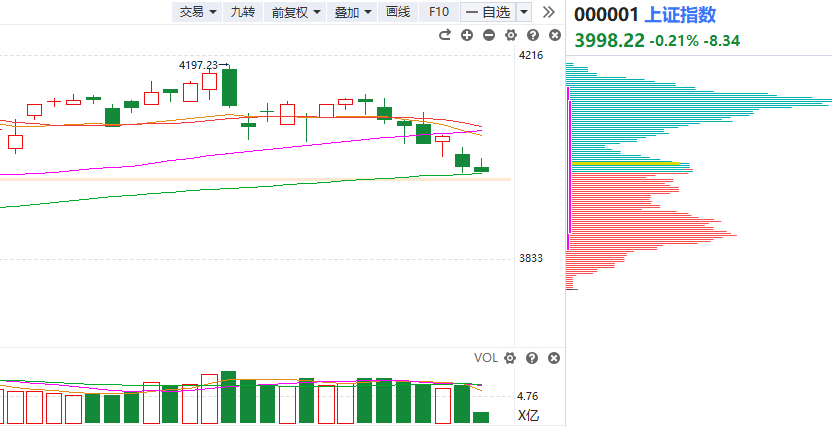 交易 九转 前复权 叠加 画线 F10 一 自选
000001 上证指数
3998.22 -0.21% -8.34
4216
4197.23
3833
VOL
4.76
X亿